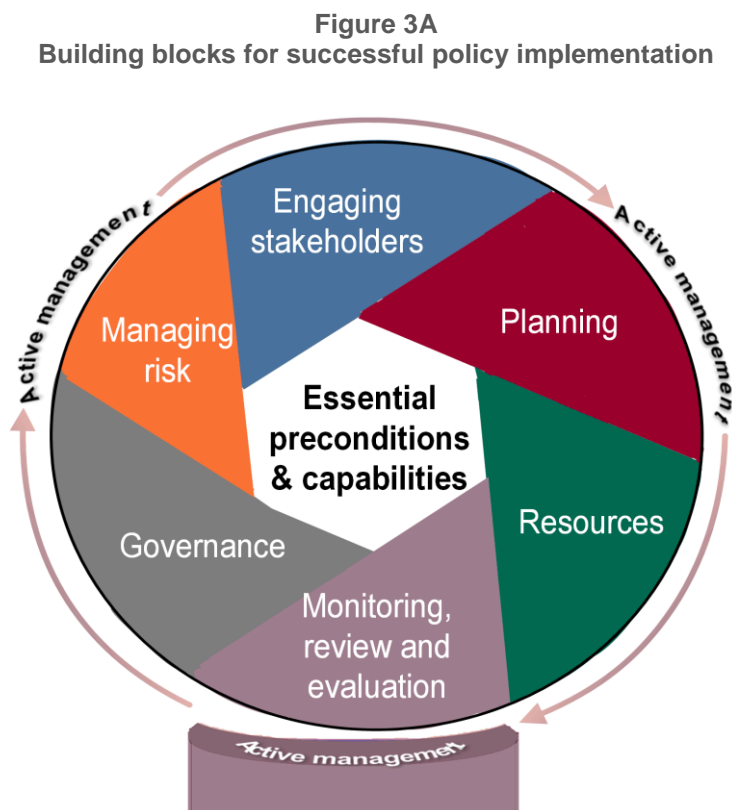 Figure 3A
Building blocks for successful policy implementation
Active management
Active management
Engaging
stakeholders
Planning
Managing
risk
Essential
preconditions
& capabilities
Resources
Governance
Monitoring,
review and
evaluation
Active management